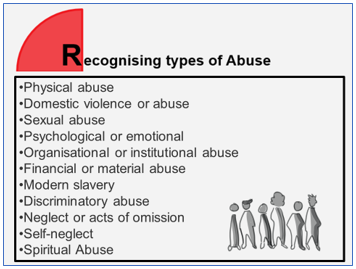 Recognising types of Abuse
•Physical abuse
•Domestic violence or abuse
•Sexual abuse
•Psychological or emotional
•Organisational or institutional abuse
•Financial or material abuse
•Modern slavery
•Discriminatory abuse
•Neglect or acts of omission
•Self-neglect
•Spiritual Abuse